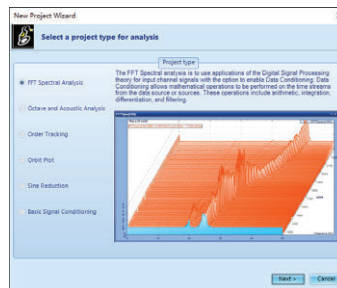 New Project Wizard
Select a project type for analysis
Project type
FFT Spectral Analysis
Octave and Acoustic Analysis
Order Tracking
Orbit Plot
Sine Reduction
Basic Signal Conditioning
The FFT Spectral analysis is to use applications of the Digital Signal Processing
theory for input channel signals with the option to enable Data Conditioning. Data
Conditioning allows mathematical operations to be performed on the time streams
from the data source or sources. These operations include arithmetic, integration,
differentiation, and filtering.
Next >
Cancel